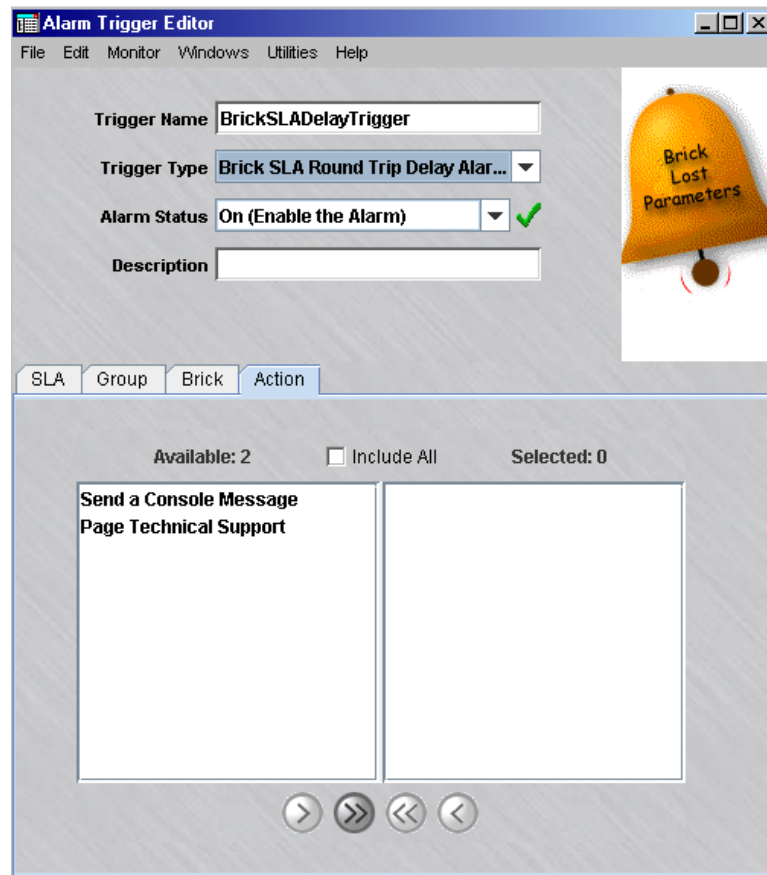 Alarm Trigger Editor
File Edit Monitor Windows Utilities Help
Trigger Name BrickSLADelayTrigger
Trigger Type Brick SLA Round Trip Delay Alar...
Alarm Status On (Enable the Alarm)
Description
Brick
Lost
Parameters
SLA Group Brick Action
Available: 2 Include All Selected: 0
Send a Console Message
Page Technical Support